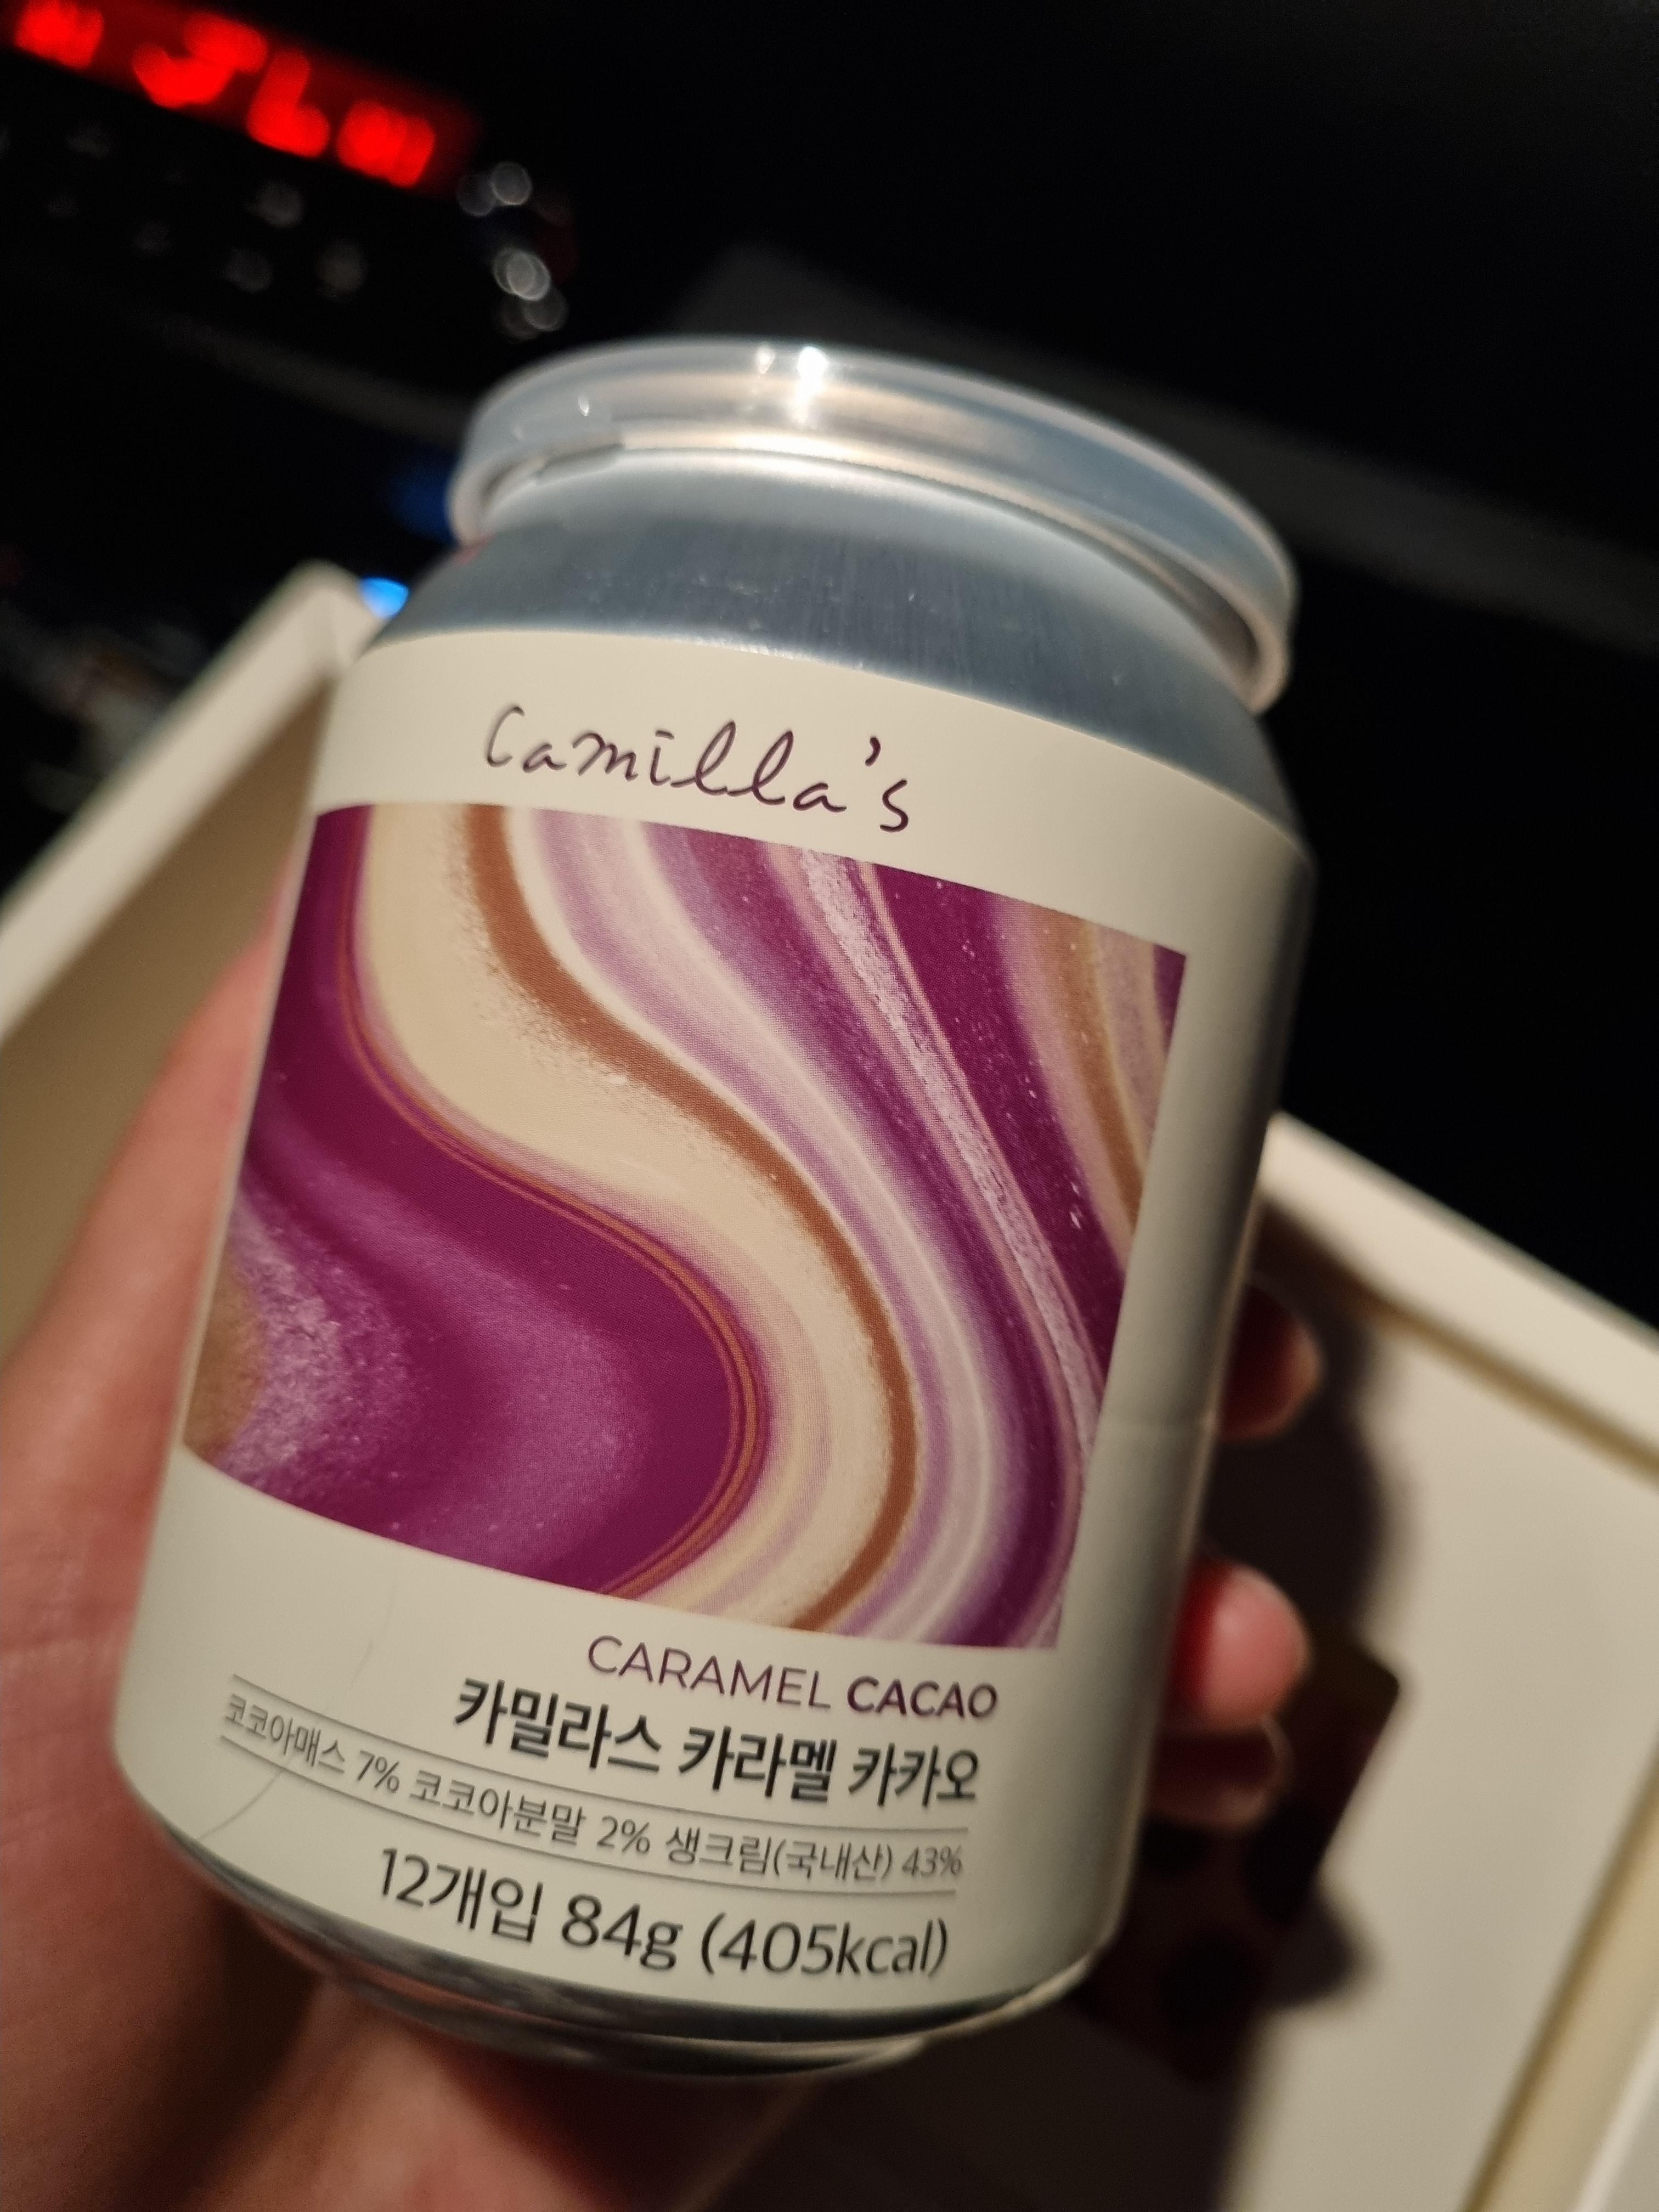 Camilla's
CARAMEL CACAO
카밀라스 카라멜 카카오
코코아매스 7% 코코아분말 2% 생크림(국내산) 43%
12개입 84g (405kcal)